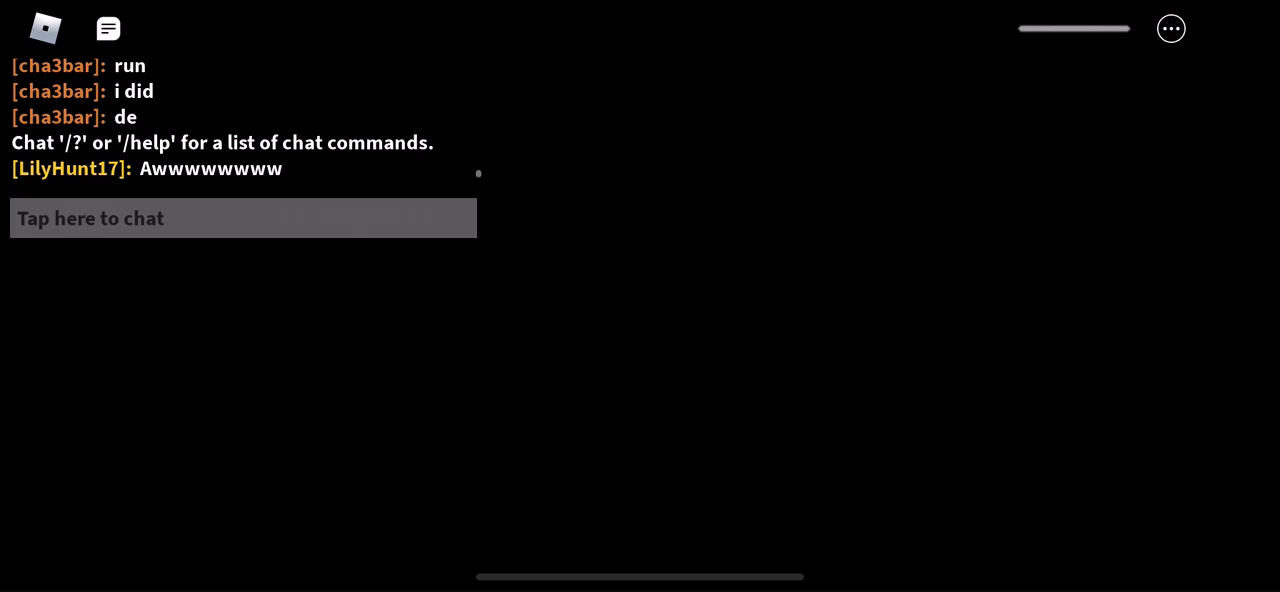 [cha3bar]: run
[cha3bar]: i did
[cha3bar]: de
Chat '/?' or '/help' for a list of chat commands.
[LilyHunt17]: Awwwwwwww
Tap here to chat